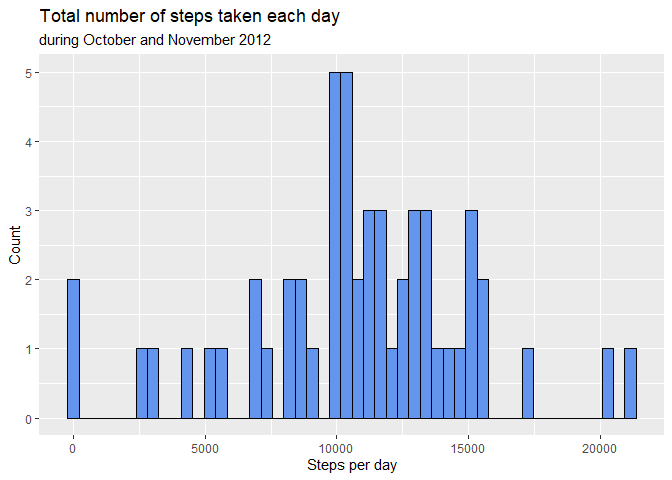 Total number of steps taken each day
during October and November 2012
5
4
3
2
1
0
Count
0 5000 10000 15000 20000
Steps per day